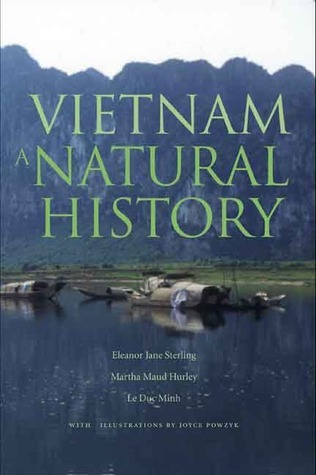 VIETNAM
A NATURAL
HISTORY
Eleanor Jane Sterling
Martha Maud Hurley
Le Duc Minh
WITH ILLUSTRATIONS BY JOYCE POWZYK